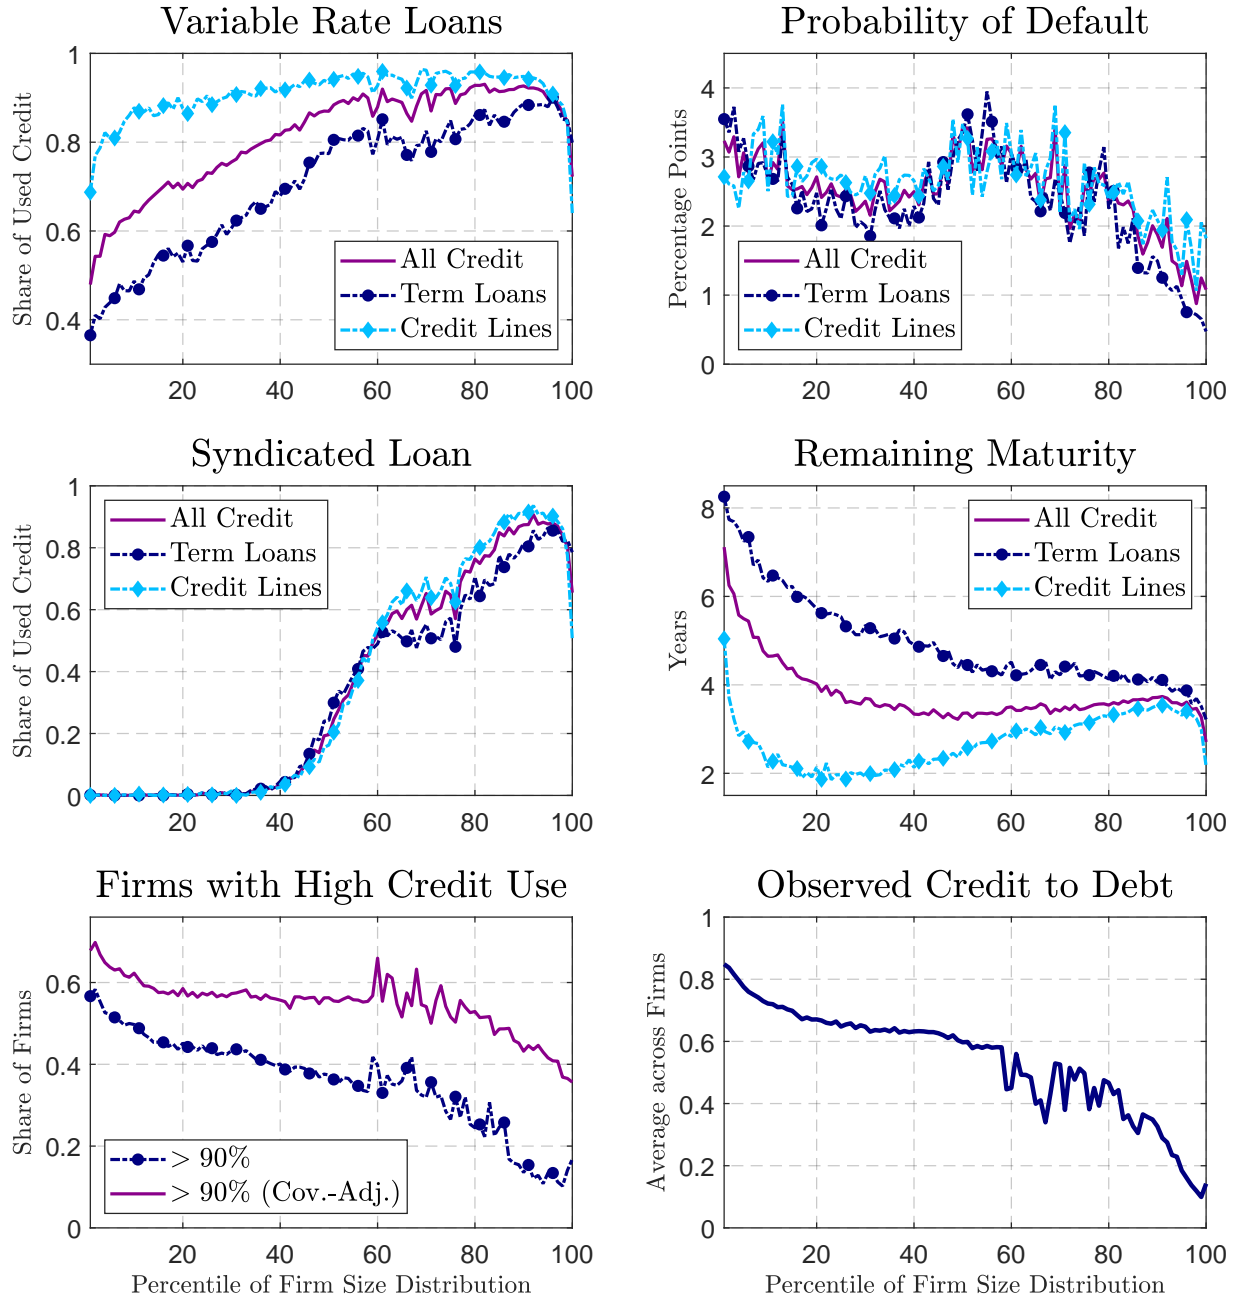 Variable Rate Loans
Share of Used Credit
1
0.8
0.6
0.4
All Credit
Term Loans
Credit Lines
20
40
60
80
100
Probability of Default
Percentage Points
4
3
2
1
0
All Credit
Term Loans
Credit Lines
20
40
60
80
100
Syndicated Loan
Share of Used Credit
1
0.8
0.6
0.4
0.2
0
All Credit
Term Loans
Credit Lines
20
40
60
80
100
Remaining Maturity
Years
8
6
4
2
All Credit
Term Loans
Credit Lines
20
40
60
80
100
Firms with High Credit Use
Share of Firms
0.6
0.4
0.2
0
> 90%
> 90% (Cov.-Adj.)
20
40
60
80
100
Percentile of Firm Size Distribution
Observed Credit to Debt
Average across Firms
1
0.8
0.6
0.4
0.2
0
20
40
60
80
100
Percentile of Firm Size Distribution